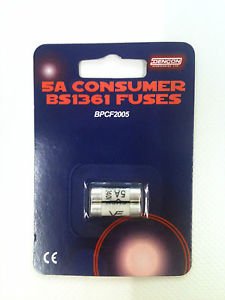 DENCON
5A CONSUMER
BS1361 FUSES
BPCF2005
5A
CE